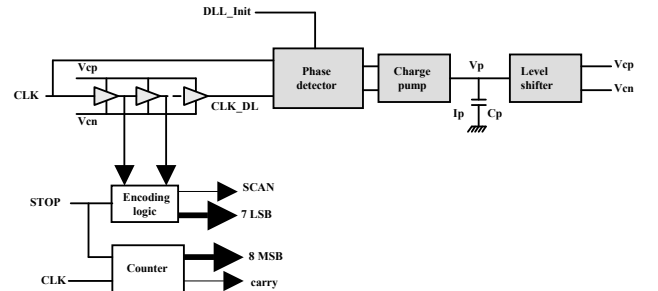 DLL_Init
Vcp
CLK
Vcn
CLK_DL
Phase
detector
Charge
pump
Vp
Ip
Cp
Level
shifter
Vcp
Vcn
STOP
Encoding
logic
SCAN
7 LSB
Counter
8 MSB
CLK
carry